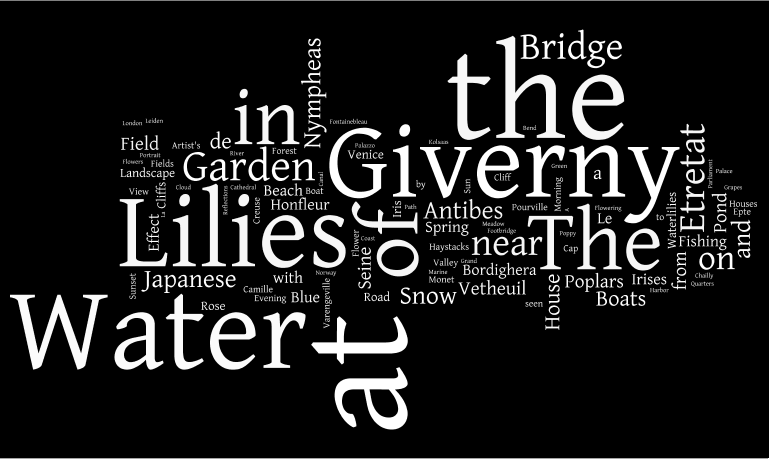 the
Bridge
Nympheas
in
Giverny
London
Leiden
Fontainebleau
Field
Artist's
de
River
Forest
Portrait
Flowers
Fields
Landscape
Garden
Palazzo
Venice
Kolsaas
Bend
a
Green
Etretat
Parliament
Palace
Grapes
View
La
Cliffs
Cloud
Reflections
Cathedral
Creuse
Beach
Boat
Canal
Honfleur
Effect
Lilies
of
Iris
Path
by
Antibes
Spring
Sun
Cliff
Meadow
Footbridge
Pourville
Morning
A
Flowering
Le
to
Waterlilies
Pond
Houses
Epte
and
Fishing
on
The
near
Haystacks
Poppy
Cap
Flower
Coast
Seine
Valley
Grand
Marine
Monet
Bordighera
Vetheuil
Snow
Road
Norway
Varengeville
Japanese
with
Camille
Evening
Blue
Rose
Sunset
House
seen
Poplars
Boats
Irises
Harbor
from
Chailly
Quarters
Water
at